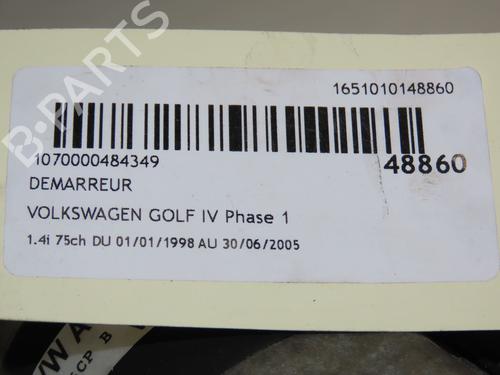 B-PARTS
1651010148860
1070000484349
48860
DEMARREUR
VOLKSWAGEN GOLF IV Phase 1
1.4i 75ch DU 01/01/1998 AU 30/06/2005